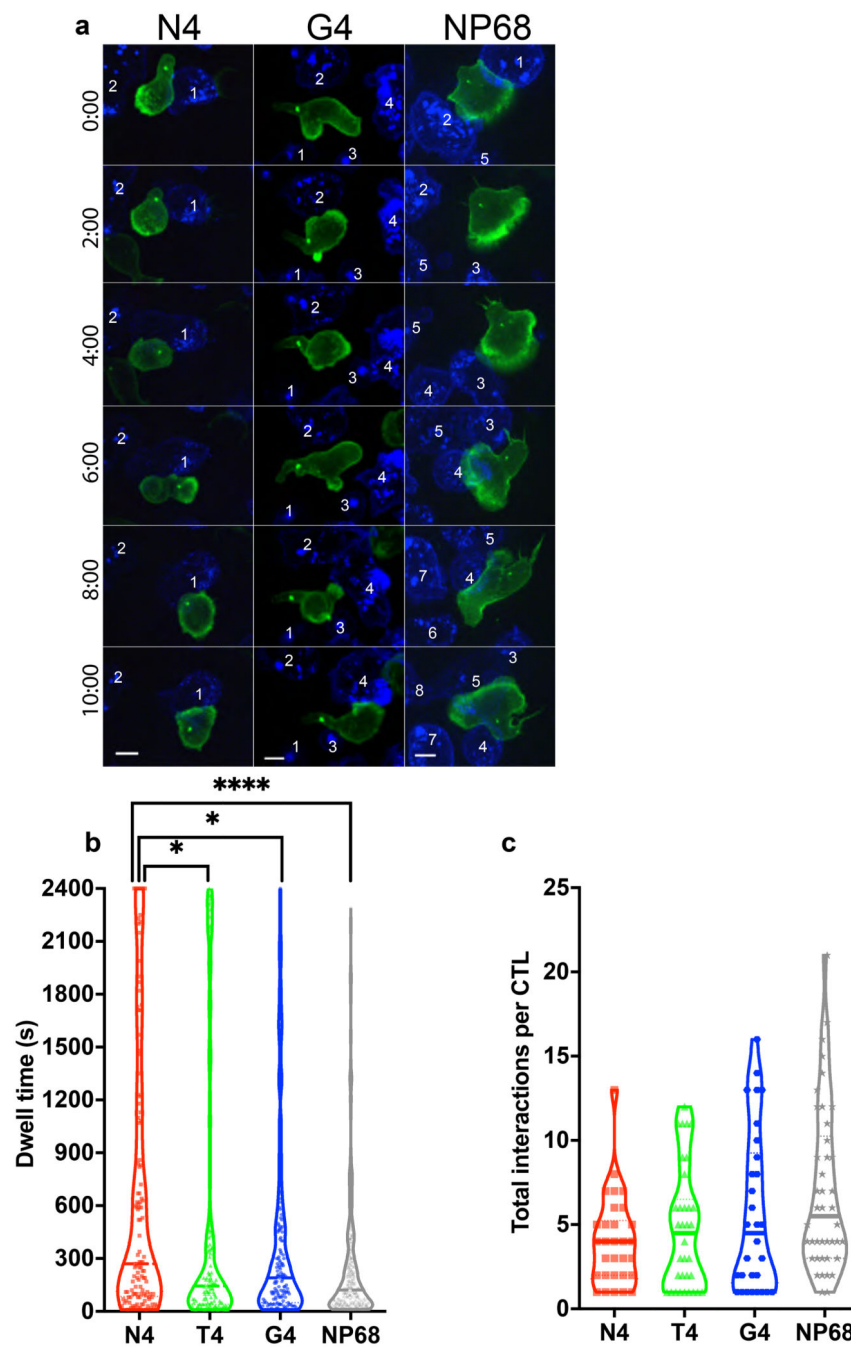 a
N4 G4 NP68
0:00
2 1 2 4 1 3 1 2 5
2:00
2 1 2 4 1 3 2 5 3
4:00
2 1 2 4 3 1 5 3 4
6:00
2 1 2 4 3 1 5 3 4
8:00
2 1 2 4 3 1 5 7 4 6
10:00
2 1 2 4 3 1 3 5 8 7 4
b
****
*
*
Dwell time (s)
2400
2100
1800
1500
1200
900
600
300
0
N4 T4 G4 NP68
c
Total interactions per CTL
25
20
15
10
5
0
N4 T4 G4 NP68